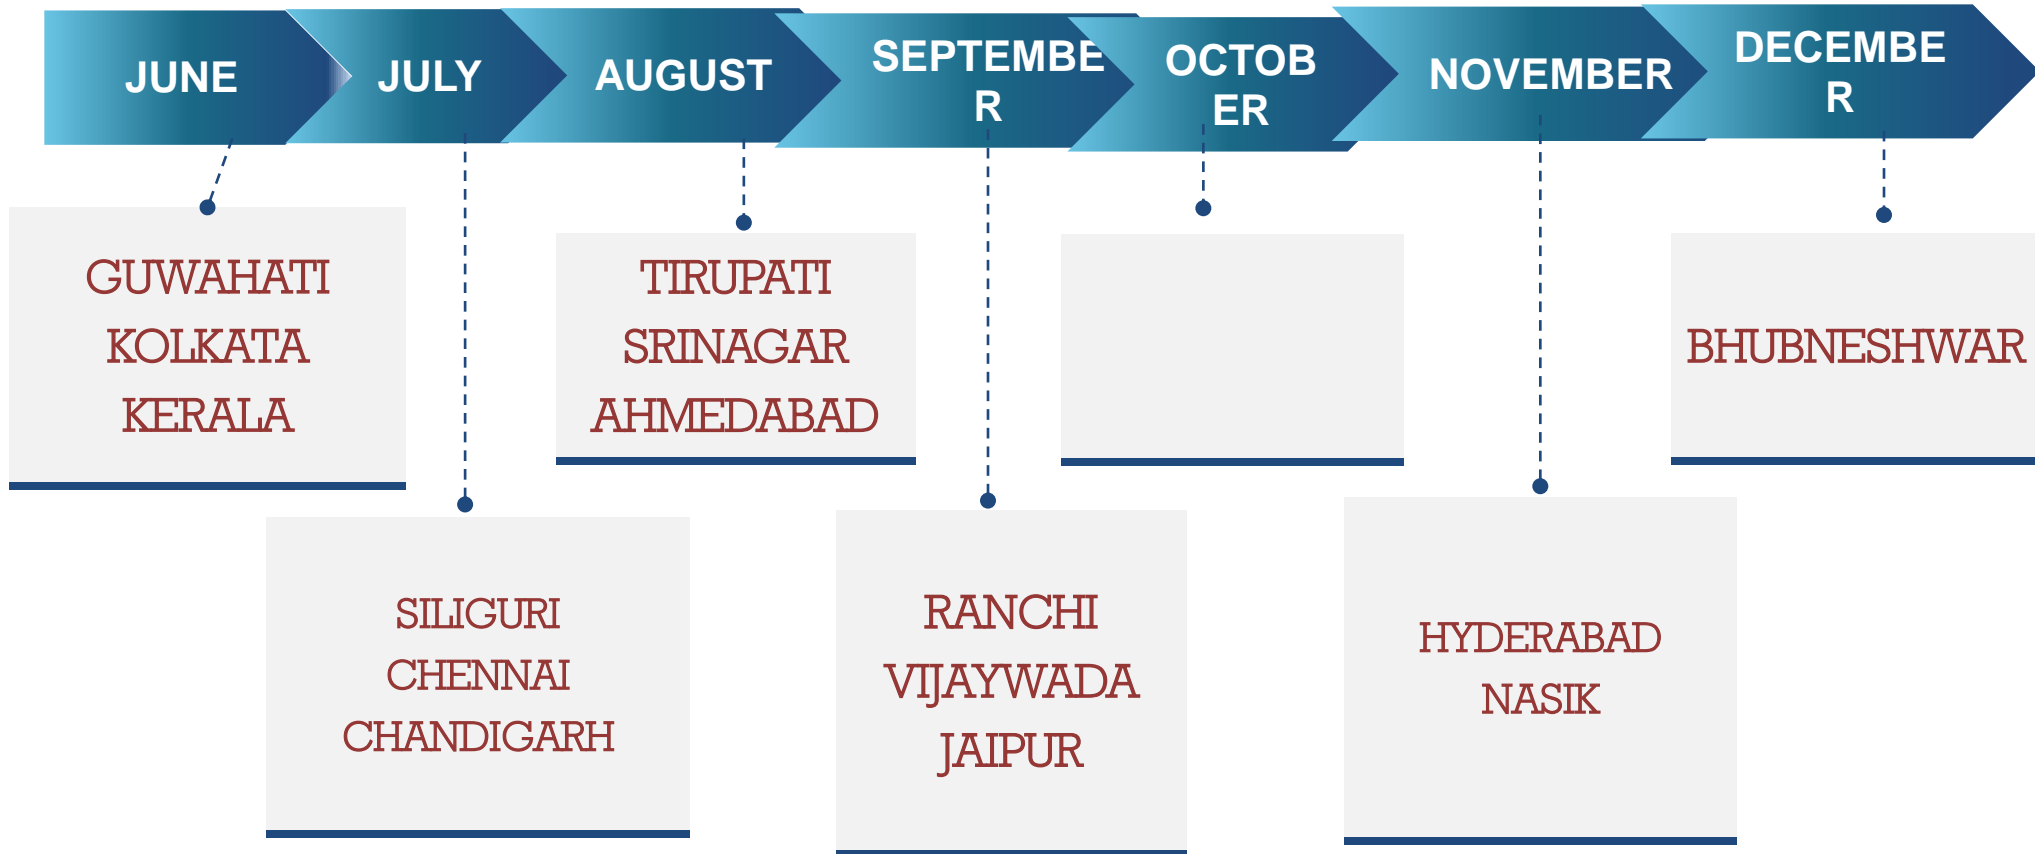 JUNE
JULY
AUGUST
SEPTEMBE
R
OCTOB
ER
NOVEMBER
DECEMBE
R
GUWAHATI
KOLKATA
KERALA
TIRUPATI
SRINAGAR
AHMEDABAD
BHUBNESHWAR
SILIGURI
CHENNAI
CHANDIGARH
RANCHI
VIJAYWADA
JAIPUR
HYDERABAD
NASIK